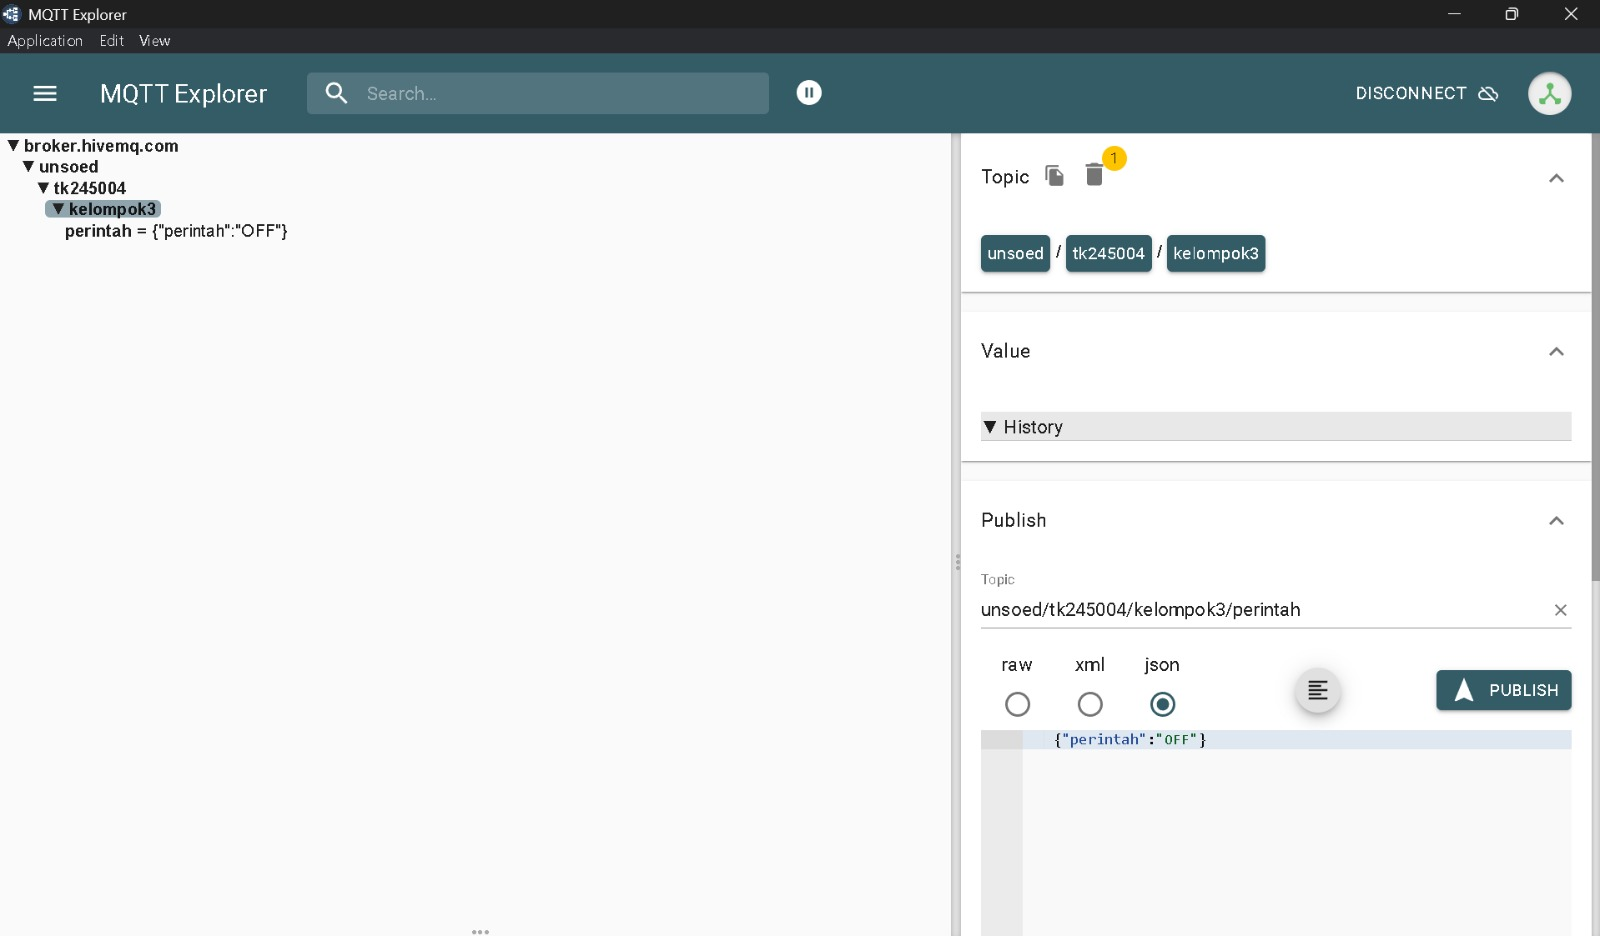 MQTT Explorer
Application Edit View
MQTT Explorer
Search...
DISCONNECT
▼ broker.hivemq.com
▼ unsoed
▼ tk245004
▼ kelompok3
perintah = {"perintah":"OFF"}
Topic
1
unsoed / tk245004 / kelompok3
Value
▼ History
Publish
Topic
unsoed/tk245004/kelompok3/perintah
raw xml json
PUBLISH
{"perintah":"OFF"}